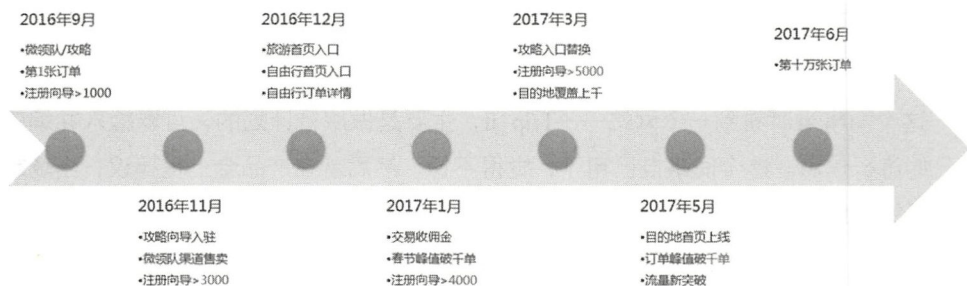 2016年9月
•微领队/攻略
•第1张订单
•注册向导>1000
2016年11月
•攻略向导入驻
•微领队渠道售卖
•注册向导>3000
2016年12月
•旅游首页入口
•自由行首页入口
•自由行订单详情
2017年1月
•交易收佣金
•春节峰值破千单
•注册向导>4000
2017年3月
•攻略入口替换
•注册向导>5000
•目的地覆盖上千
2017年5月
•目的地首页上线
•订单峰值破千单
•流量新突破
2017年6月
•第十万张订单